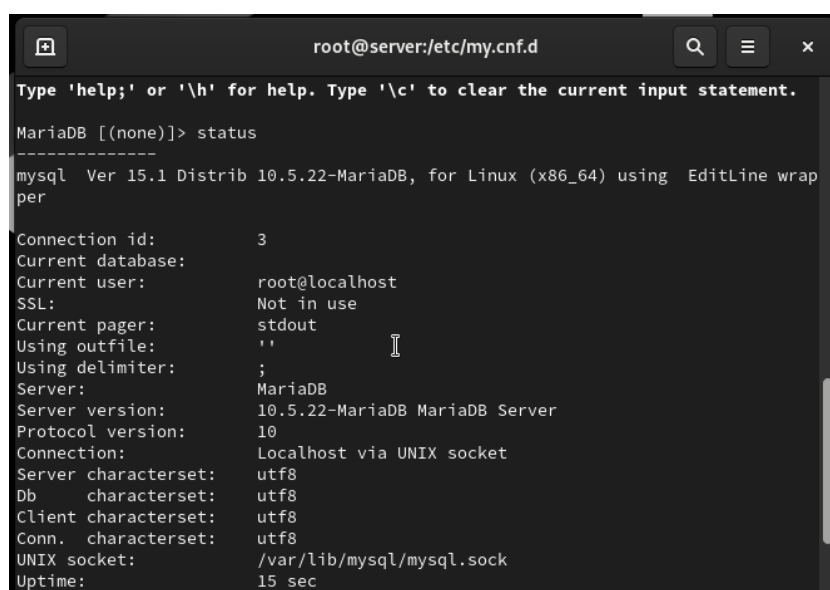 root@server:/etc/my.cnf.d
Type 'help;' or '\h' for help. Type '\c' to clear the current input statement.
MariaDB [(none)]> status
--------------
mysql  Ver 15.1 Distrib 10.5.22-MariaDB, for Linux (x86_64) using  EditLine wrap
per
Connection id:          3
Current database:
Current user:           root@localhost
SSL:                    Not in use
Current pager:          stdout
Using outfile:          ''
Using delimiter:        ;
Server:                 MariaDB
Server version:         10.5.22-MariaDB MariaDB Server
Protocol version:       10
Connection:             Localhost via UNIX socket
Server characterset:    utf8
Db     characterset:    utf8
Client characterset:    utf8
Conn.  characterset:    utf8
UNIX socket:            /var/lib/mysql/mysql.sock
Uptime:                 15 sec